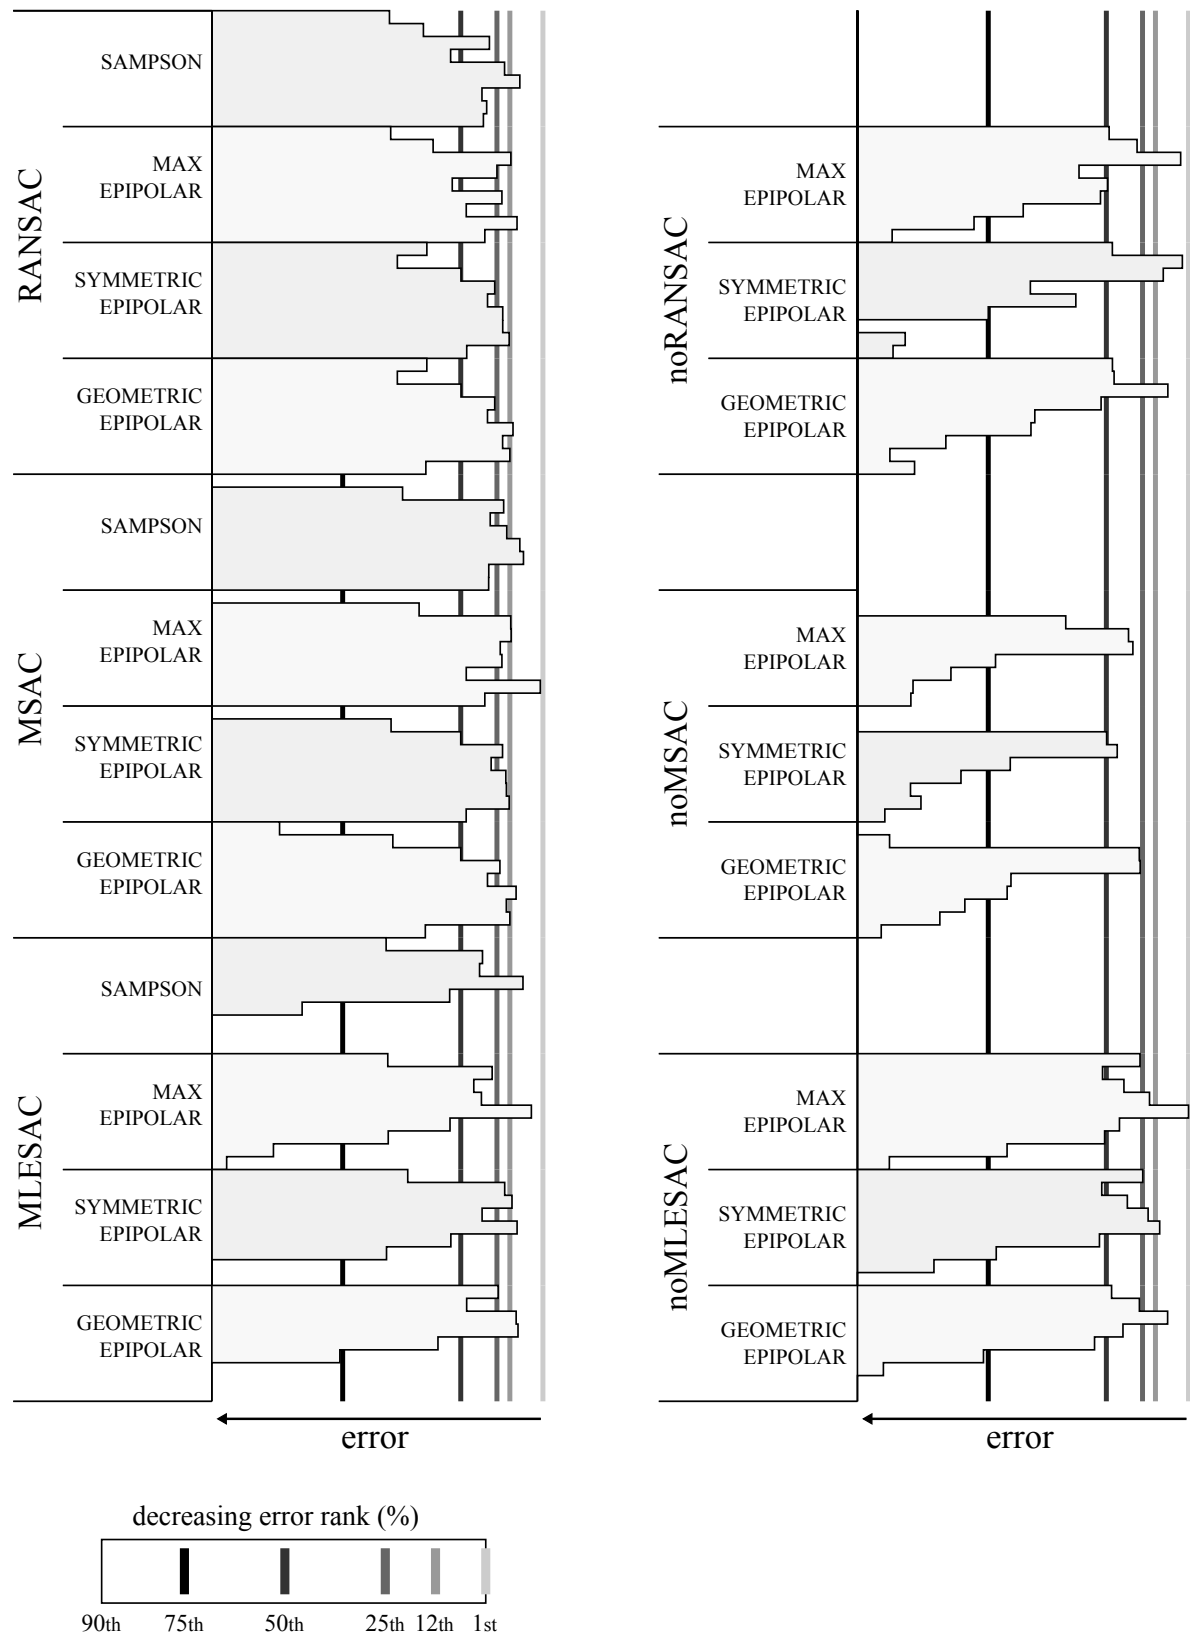 RANSAC
SAMPSON
MAX
EPIPOLAR
SYMMETRIC
EPIPOLAR
GEOMETRIC
EPIPOLAR
MSAC
SAMPSON
MAX
EPIPOLAR
SYMMETRIC
EPIPOLAR
GEOMETRIC
EPIPOLAR
MLESAC
SAMPSON
MAX
EPIPOLAR
SYMMETRIC
EPIPOLAR
GEOMETRIC
EPIPOLAR
error
noRANSAC
MAX
EPIPOLAR
SYMMETRIC
EPIPOLAR
GEOMETRIC
EPIPOLAR
noMSAC
MAX
EPIPOLAR
SYMMETRIC
EPIPOLAR
GEOMETRIC
EPIPOLAR
noMLESAC
MAX
EPIPOLAR
SYMMETRIC
EPIPOLAR
GEOMETRIC
EPIPOLAR
error
decreasing error rank (%)
90th 75th 50th 25th 12th 1st